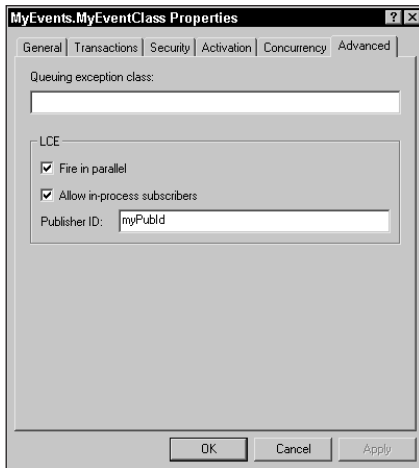 MyEvents.MyEventClass Properties
General Transactions Security Activation Concurrency Advanced
Queuing exception class:
LCE
Fire in parallel
Allow in-process subscribers
Publisher ID: myPubId
OK Cancel Apply